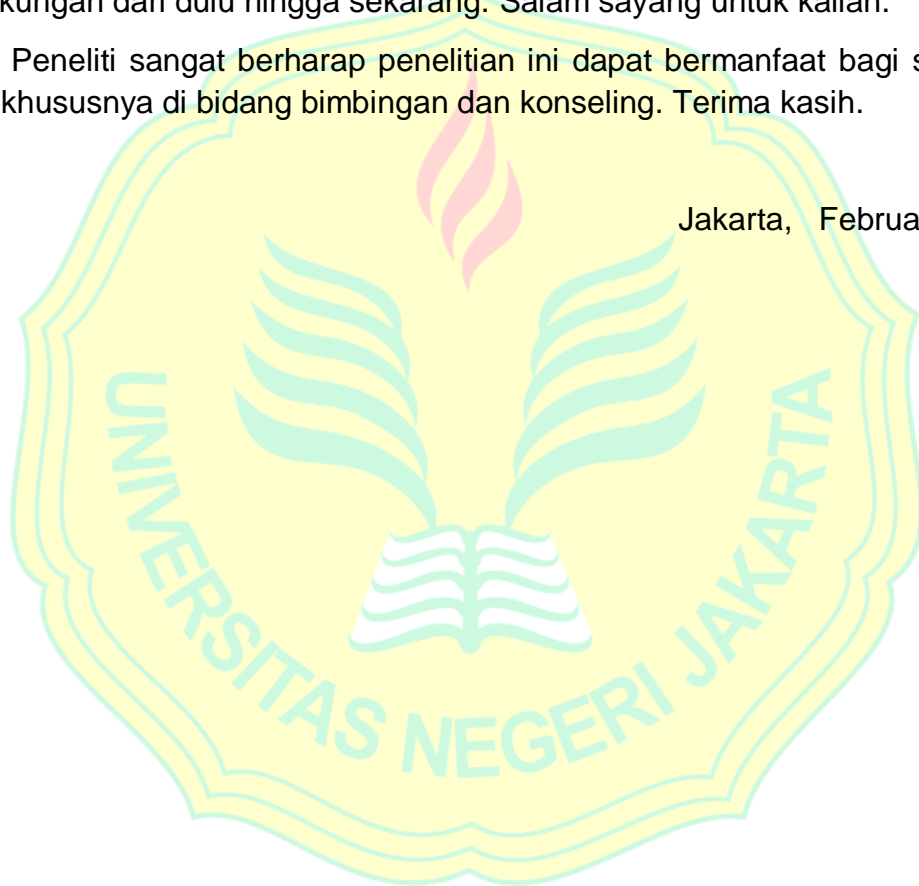 kungan dari dulu hingga sekarang. Salam sayang untuk kalian.
Peneliti sangat berharap penelitian ini dapat bermanfaat bagi s
khususnya di bidang bimbingan dan konseling. Terima kasih.
Jakarta, Februa
UNIVERSITAS NEGERI JAKARTA